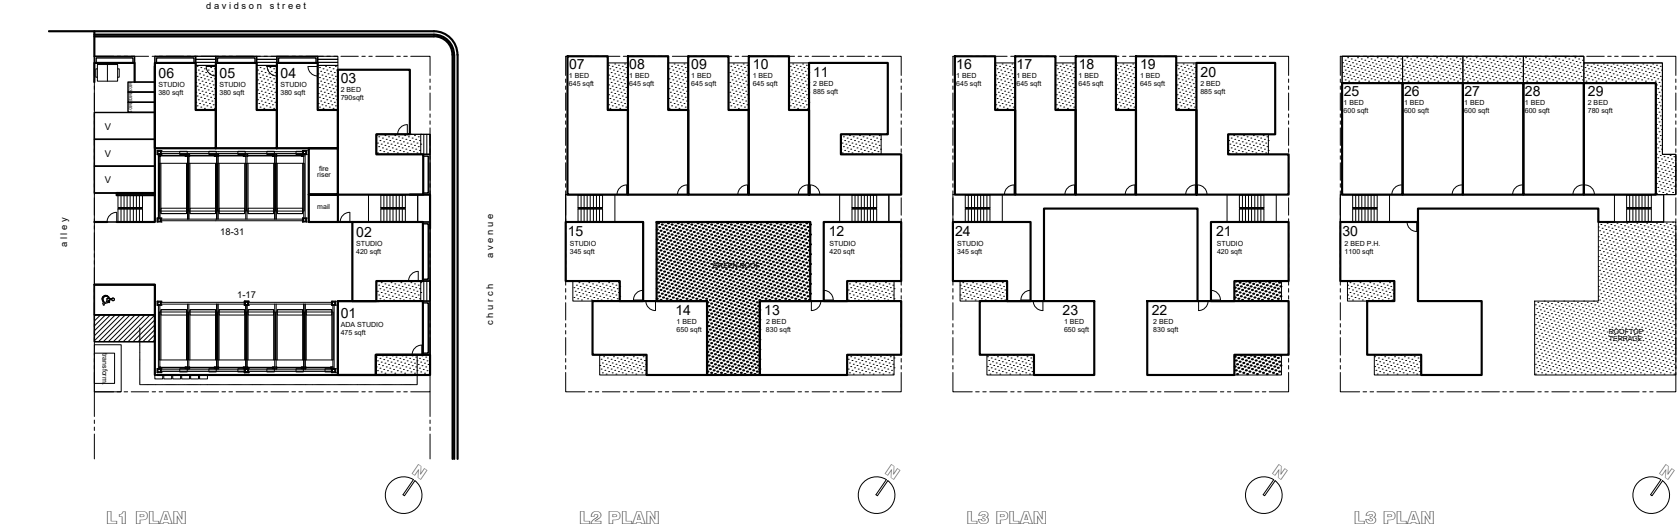 davidson street
06
STUDIO
380 sqft
05
STUDIO
380 sqft
04
STUDIO
380 sqft
03
2 BED
790sqft
V
V
V
fire
riser
mail
18-31
02
STUDIO
420 sqft
1-17
01
ADA STUDIO
475 sqft
transform.
alley
church avenue
N
L1 PLAN
07
1 BED
645 sqft
08
1 BED
645 sqft
09
1 BED
645 sqft
10
1 BED
645 sqft
11
2 BED
885 sqft
15
STUDIO
345 sqft
12
STUDIO
420 sqft
14
1 BED
650 sqft
13
2 BED
830 sqft
N
L2 PLAN
16
1 BED
645 sqft
17
1 BED
645 sqft
18
1 BED
645 sqft
19
1 BED
645 sqft
20
2 BED
885 sqft
24
STUDIO
345 sqft
21
STUDIO
420 sqft
23
1 BED
650 sqft
22
2 BED
830 sqft
N
L3 PLAN
25
1 BED
600 sqft
26
1 BED
600 sqft
27
1 BED
600 sqft
28
1 BED
600 sqft
29
2 BED
780 sqft
30
2 BED P.H.
1100 sqft
ROOFTOP
TERRACE
N
L3 PLAN